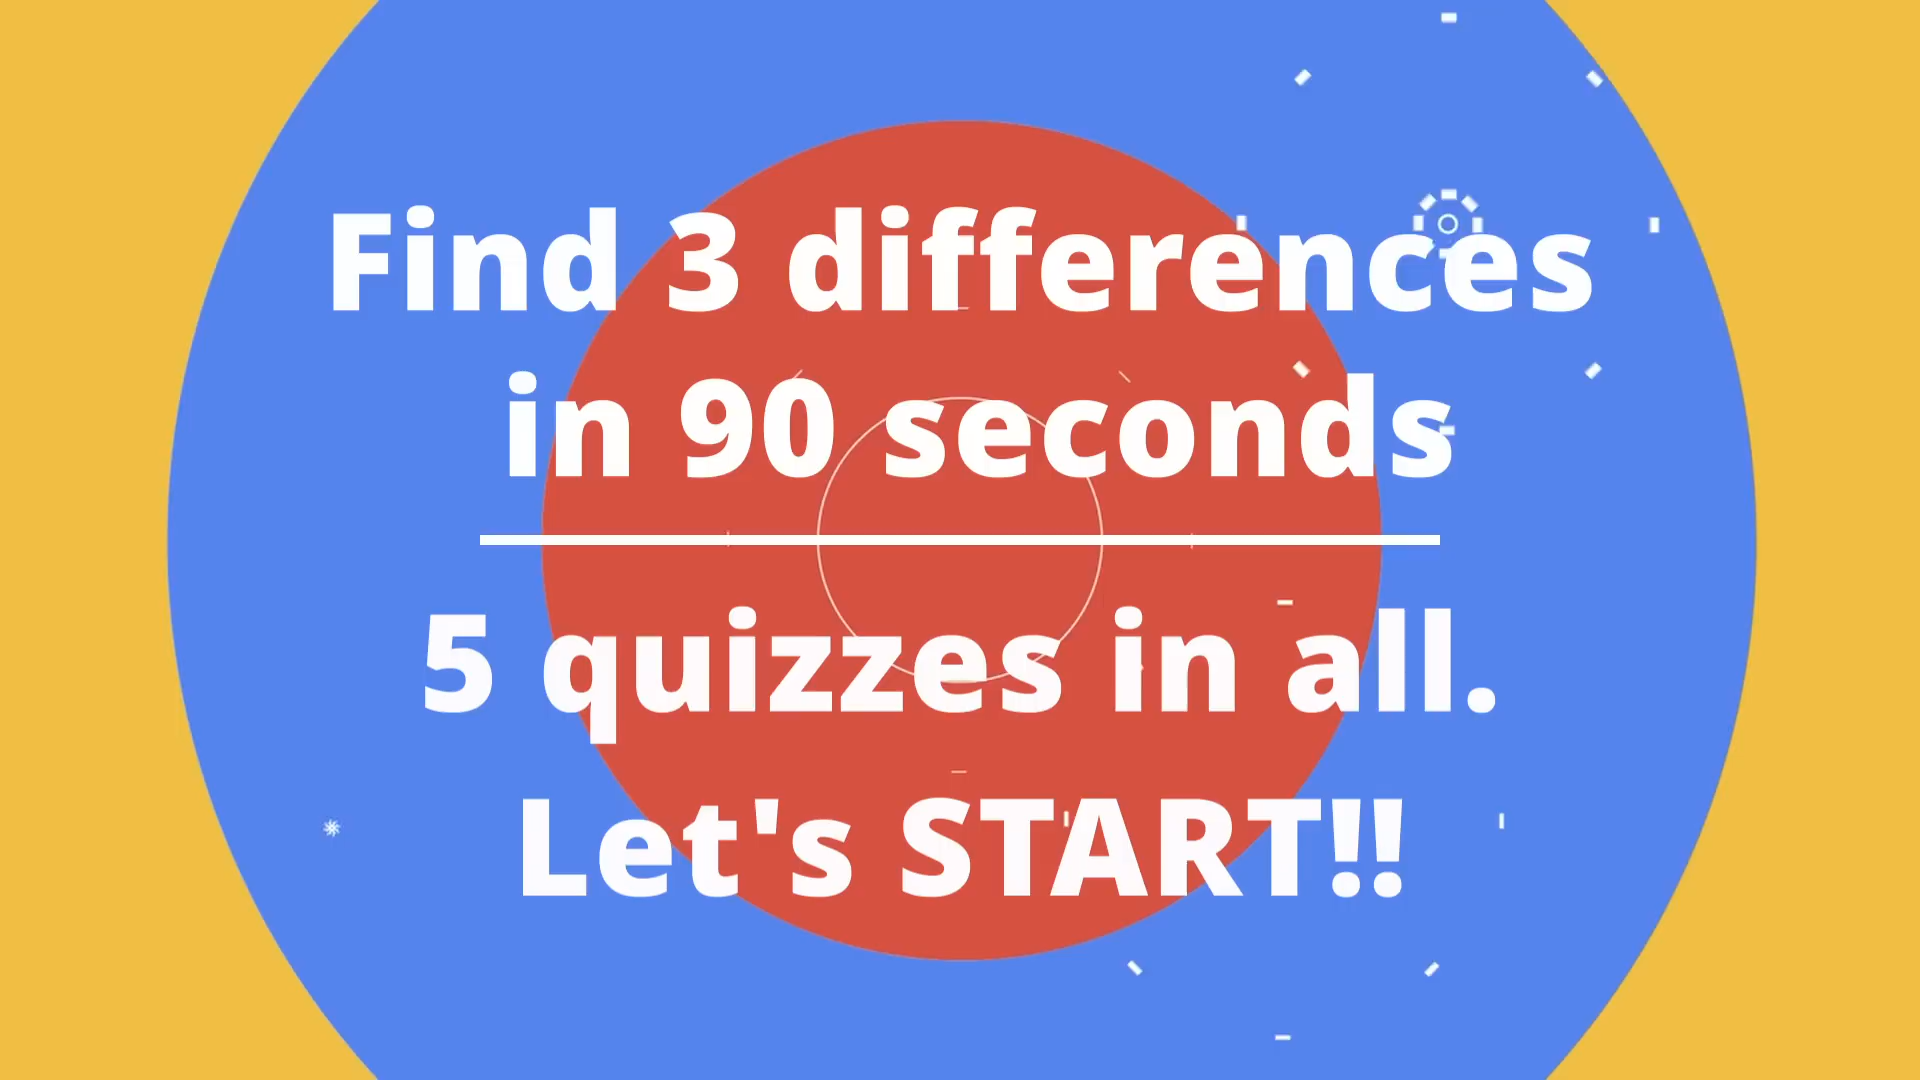 Find 3 differences
in 90 seconds
5 quizzes in all.
Let's START!!